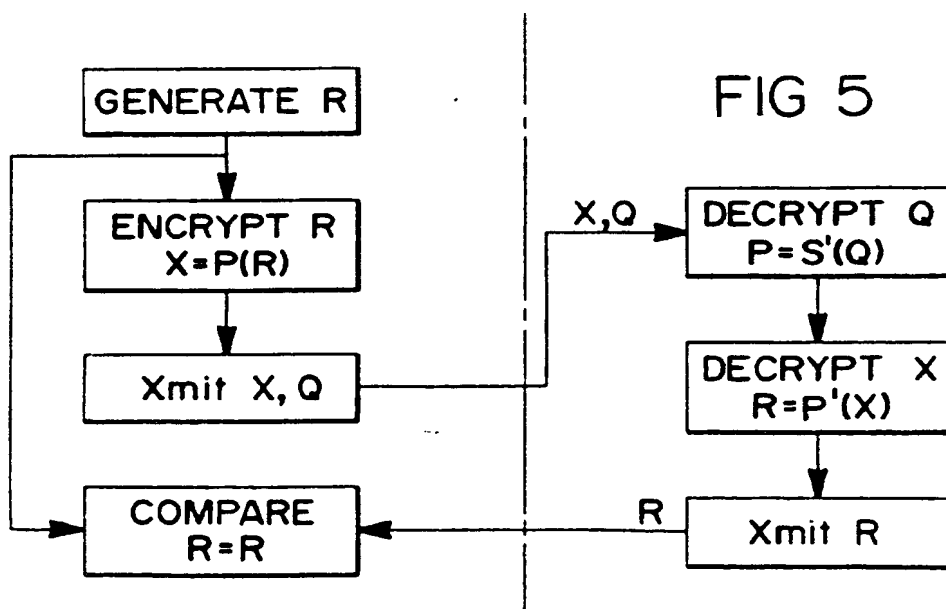 GENERATE R
ENCRYPT R
X=P(R)
Xmit X, Q
COMPARE
R=R
FIG 5
X,Q
DECRYPT Q
P=S'(Q)
DECRYPT X
R=P'(X)
R
Xmit R